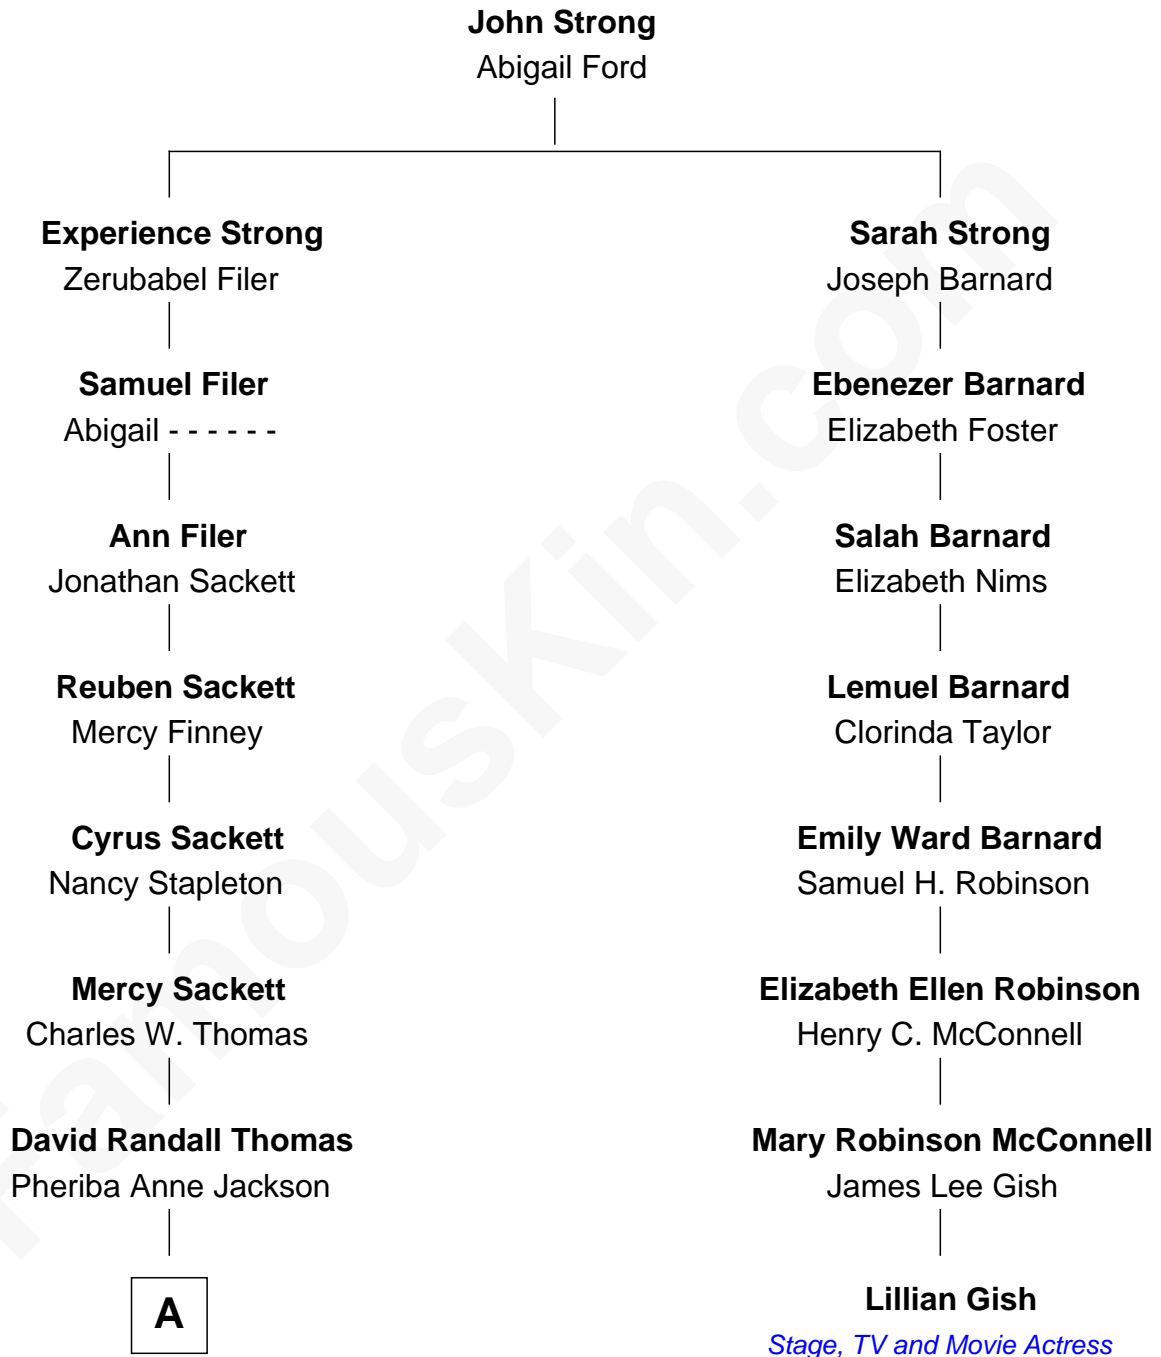 John Strong
Abigail Ford
Experience Strong
Zerubabel Filer
Sarah Strong
Joseph Barnard
Samuel Filer
Abigail - - - - - -
Ebenezer Barnard
Elizabeth Foster
Ann Filer
Jonathan Sackett
Salah Barnard
Elizabeth Nims
Reuben Sackett
Mercy Finney
Lemuel Barnard
Clorinda Taylor
Cyrus Sackett
Nancy Stapleton
Emily Ward Barnard
Samuel H. Robinson
Mercy Sackett
Charles W. Thomas
Elizabeth Ellen Robinson
Henry C. McConnell
David Randall Thomas
Pheriba Anne Jackson
Mary Robinson McConnell
James Lee Gish
A
Lillian Gish
Stage, TV and Movie Actress
FamousKin.com